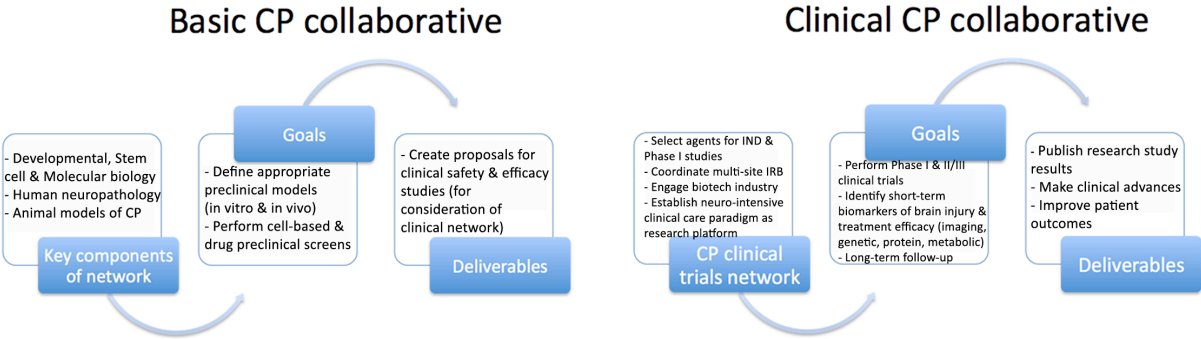 Basic CP collaborative
- Developmental, Stem
cell & Molecular biology
- Human neuropathology
- Animal models of CP
Key components
of network
Goals
- Define appropriate
preclinical models
(in vitro & in vivo)
- Perform cell-based &
drug preclinical screens
- Create proposals for
clinical safety & efficacy
studies (for
consideration of
clinical network)
Deliverables
Clinical CP collaborative
- Select agents for IND &
Phase I studies
- Coordinate multi-site IRB
- Engage biotech industry
- Establish neuro-intensive
clinical care paradigm as
research platform
CP clinical
trials network
Goals
- Perform Phase I & II/III
clinical trials
- Identify short-term
biomarkers of brain injury &
treatment efficacy (imaging,
genetic, protein, metabolic)
- Long-term follow-up
- Publish research study
results
- Make clinical advances
- Improve patient
outcomes
Deliverables